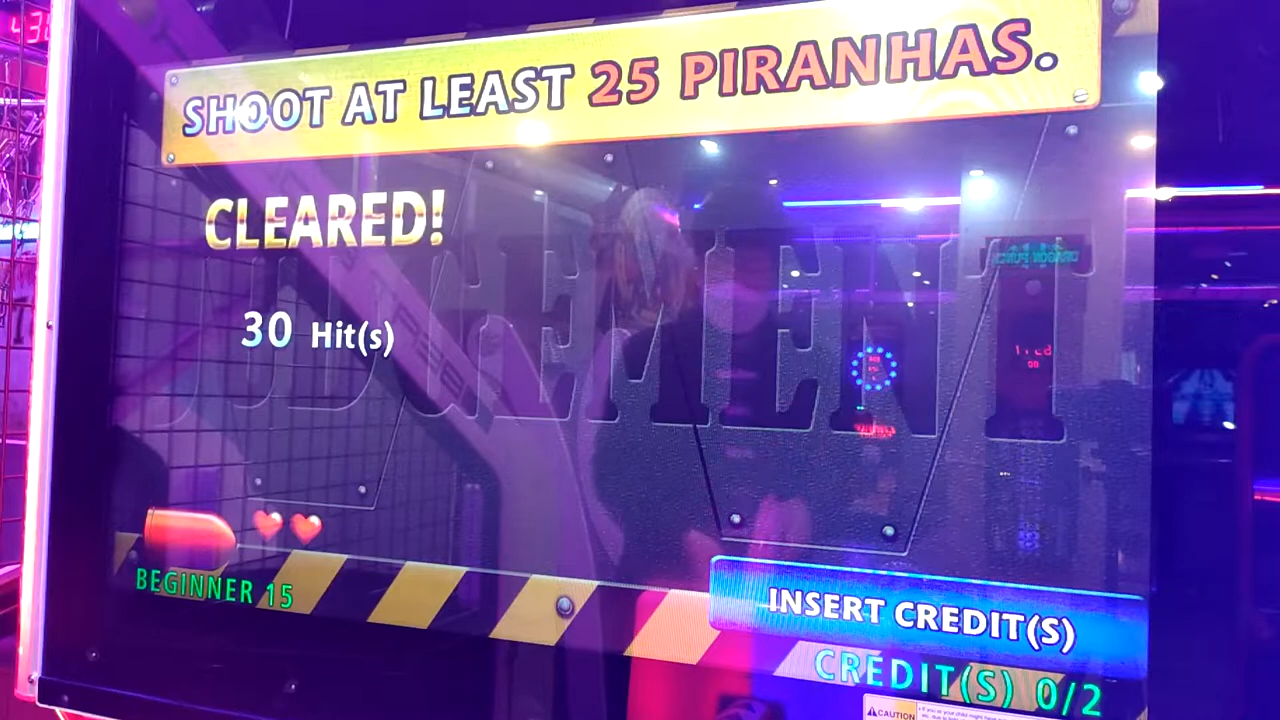 SHOOT AT LEAST 25 PIRANHAS.
CLEARED!
JUDGEMENT
30 Hit(s)
BEGINNER 15
INSERT CREDIT(S)
CREDIT(S) 0/2
CAUTION